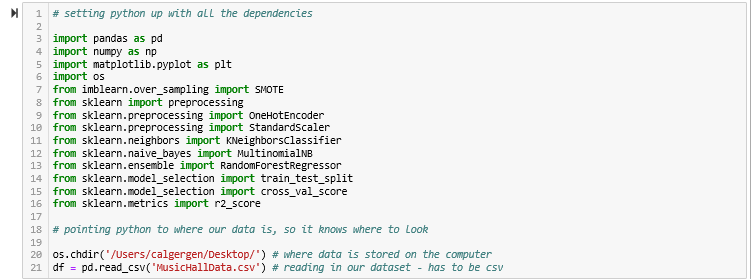 1 # setting python up with all the dependencies
2
3 import pandas as pd
4 import numpy as np
5 import matplotlib.pyplot as plt
6 import os
7 from imblearn.over_sampling import SMOTE
8 from sklearn import preprocessing
9 from sklearn.preprocessing import OneHotEncoder
10 from sklearn.preprocessing import StandardScaler
11 from sklearn.neighbors import KNeighborsClassifier
12 from sklearn.naive_bayes import MultinomialNB
13 from sklearn.ensemble import RandomForestRegressor
14 from sklearn.model_selection import train_test_split
15 from sklearn.model_selection import cross_val_score
16 from sklearn.metrics import r2_score
17
18 # pointing python to where our data is, so it knows where to look
19
20 os.chdir('/Users/calgergen/Desktop/') # where data is stored on the computer
21 df = pd.read_csv('MusicHallData.csv') # reading in our dataset - has to be csv